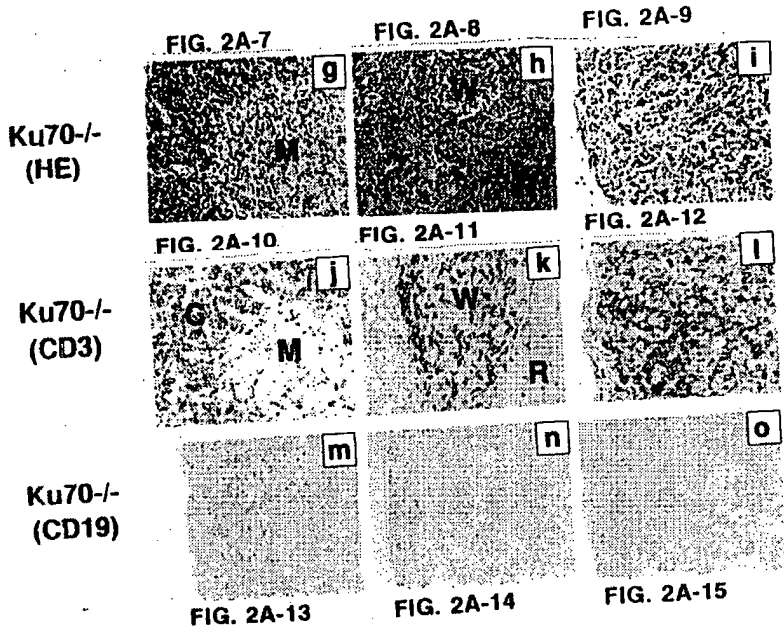 FIG. 2A-7 FIG. 2A-8 FIG. 2A-9
g h i
W
M
Ku70-/-
(HE)
FIG. 2A-10 FIG. 2A-11 FIG. 2A-12
j k l
G W
M R
Ku70-/-
(CD3)
m n o
Ku70-/-
(CD19)
FIG. 2A-13 FIG. 2A-14 FIG. 2A-15